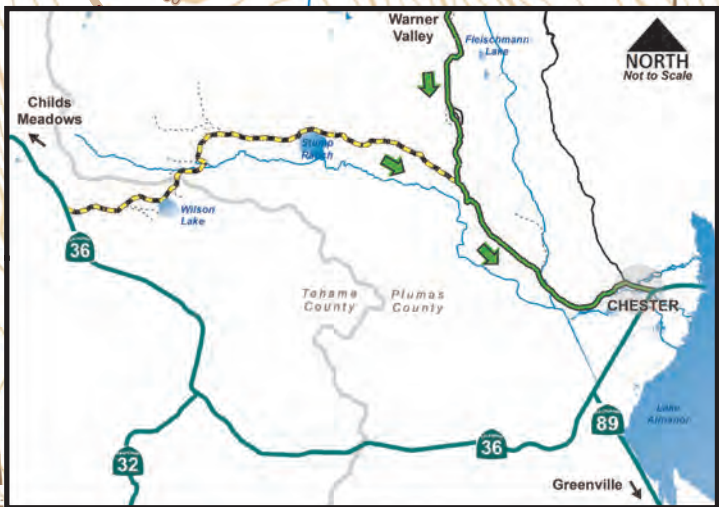 Warner
Valley
Fleischmann
Lake
NORTH
Not to Scale
Childs
Meadows
Stump
Ranch
Wilson
Lake
36
Tehama
County
Plumas
County
CHESTER
Lake
Almanor
89
36
32
Greenville